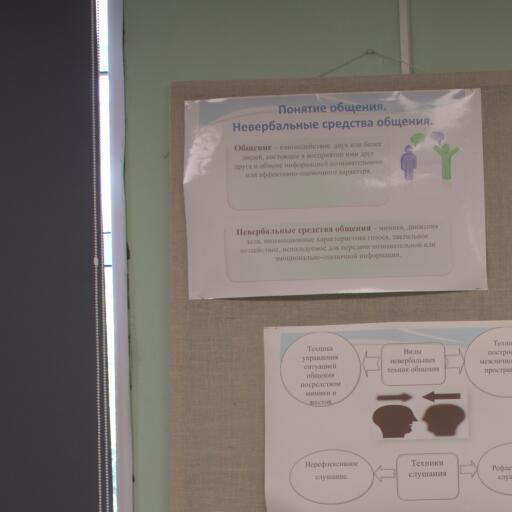 Понятие общения.
Невербальные средства общения.
Общение – взаимодействие двух или более
людей, состоящее в восприятии ими друг
друга и обмене информацией познавательного
или аффективно-оценочного характера.
Невербальные средства общения – мимика, движения
тела, интонационные характеристики голоса, тактильное
воздействие, используемое для передачи познавательной или
эмоционально-оценочной информации.
Техника
управления
ситуацией
общения
посредством
мимики и
жестов
Виды
невербальных
техник общения
Техни
построе
межлично
простра
Нерефлексивное
слушание.
Техники
слушания
Рефле
слу